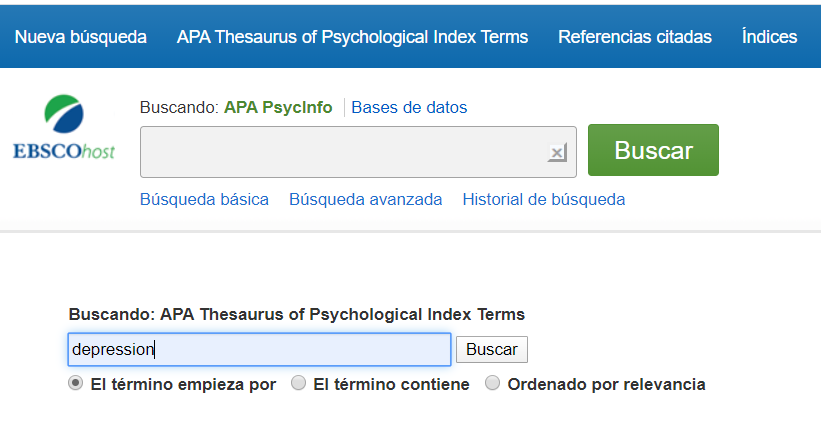 Nueva búsqueda APA Thesaurus of Psychological Index Terms Referencias citadas Índices
Buscando: APA PsycInfo Bases de datos
EBSCOhost
Buscar
Búsqueda básica Búsqueda avanzada Historial de búsqueda
Buscando: APA Thesaurus of Psychological Index Terms
depression Buscar
El término empieza por El término contiene Ordenado por relevancia